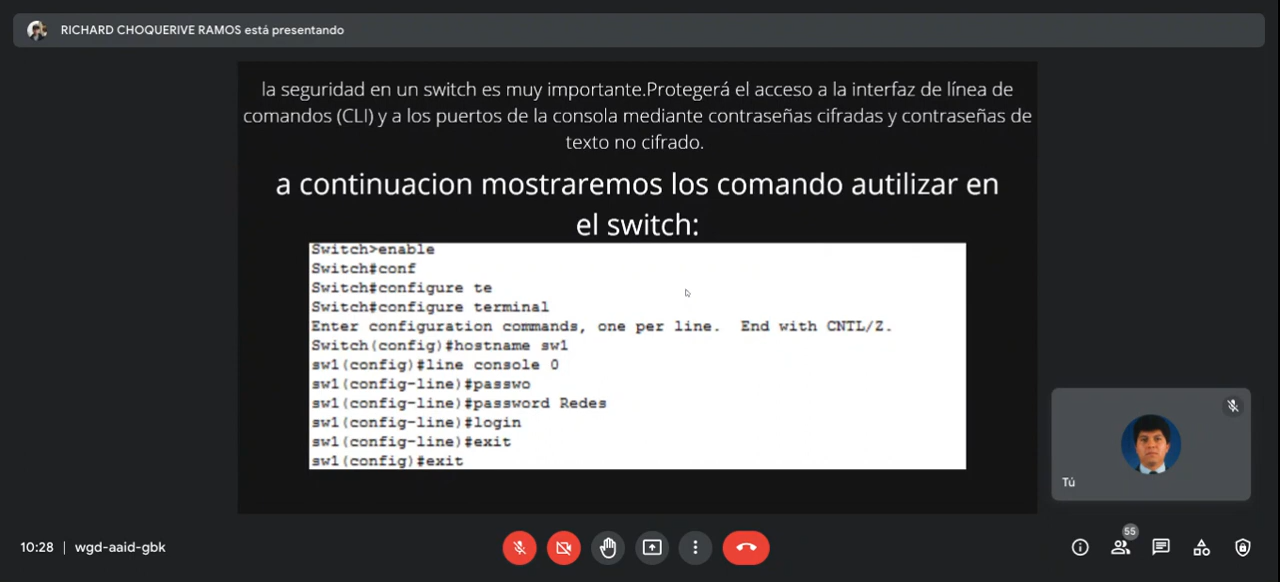 RICHARD CHOQUERIVE RAMOS está presentando
la seguridad en un switch es muy importante.Protegerá el acceso a la interfaz de línea de
comandos (CLI) y a los puertos de la consola mediante contraseñas cifradas y contraseñas de
texto no cifrado.
a continuacion mostraremos los comando autilizar en
el switch:
Switch>enable
Switch#conf
Switch#configure te
Switch#configure terminal
Enter configuration commands, one per line.  End with CNTL/Z.
Switch(config)#hostname sw1
sw1(config)#line console 0
sw1(config-line)#passwo
sw1(config-line)#password Redes
sw1(config-line)#login
sw1(config-line)#exit
sw1(config)#exit
Tú
10:28 | wgd-aaid-gbk
55